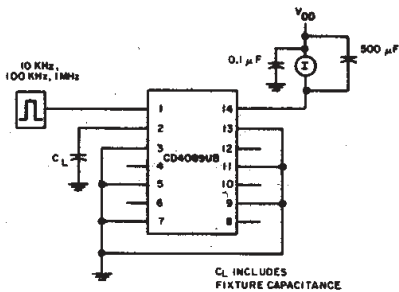 VDD
0.1 μF
I
500 μF
10 KHz,
100 KHz, 1MHz
CL
CD4069UB
1
2
3
4
5
6
7
14
13
12
11
10
9
8
CL INCLUDES
FIXTURE CAPACITANCE